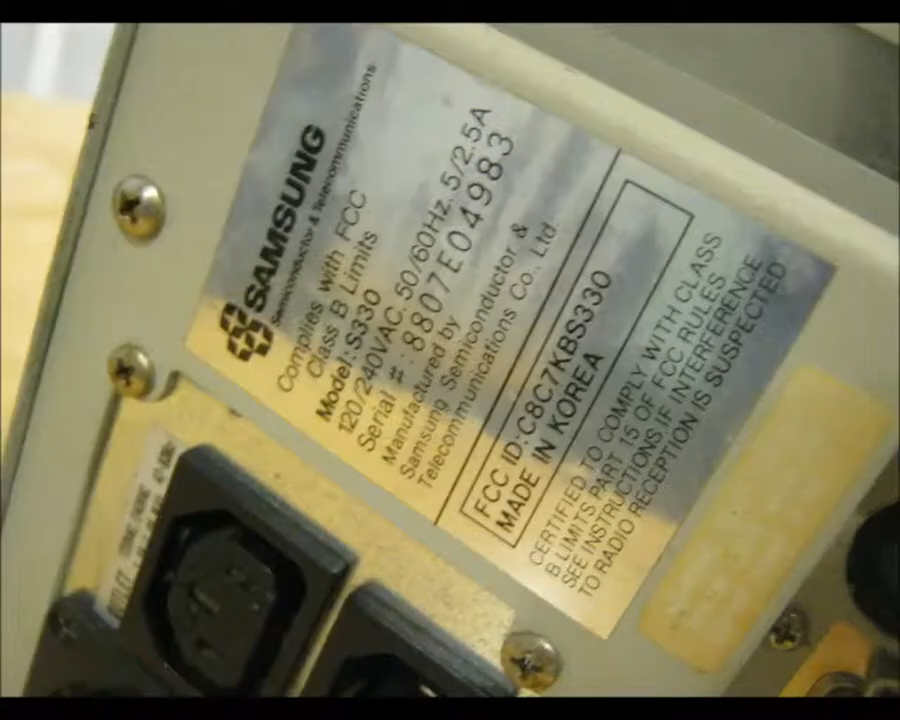 SAMSUNG
Semiconductor & Telecommunications
Complies with FCC
Class B Limits
Model: S330
120/240VAC. 50/60Hz. 5/2.5A
Serial #: 8807E04983
Manufactured by
Samsung Semiconductor &
Telecommunications Co., Ltd
FCC ID:C8C7KBS330
MADE IN KOREA
CERTIFIED TO COMPLY WITH CLASS
B LIMITS PART 15 OF FCC RULES
SEE INSTRUCTIONS IF INTERFERENCE
TO RADIO RECEPTION IS SUSPECTED